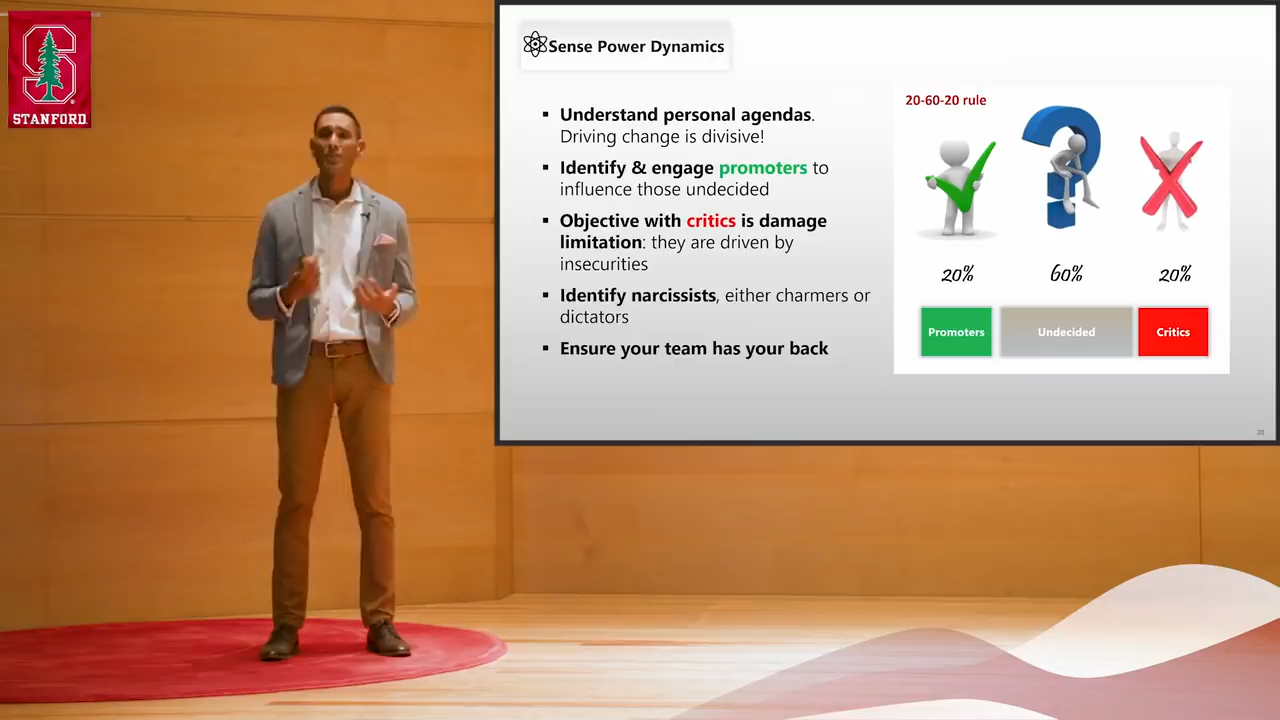 STANFORD
Sense Power Dynamics
▪ Understand personal agendas.
Driving change is divisive!
▪ Identify & engage promoters to
influence those undecided
▪ Objective with critics is damage
limitation: they are driven by
insecurities
▪ Identify narcissists, either charmers or
dictators
▪ Ensure your team has your back
20-60-20 rule
20% 60% 20%
Promoters Undecided Critics
20